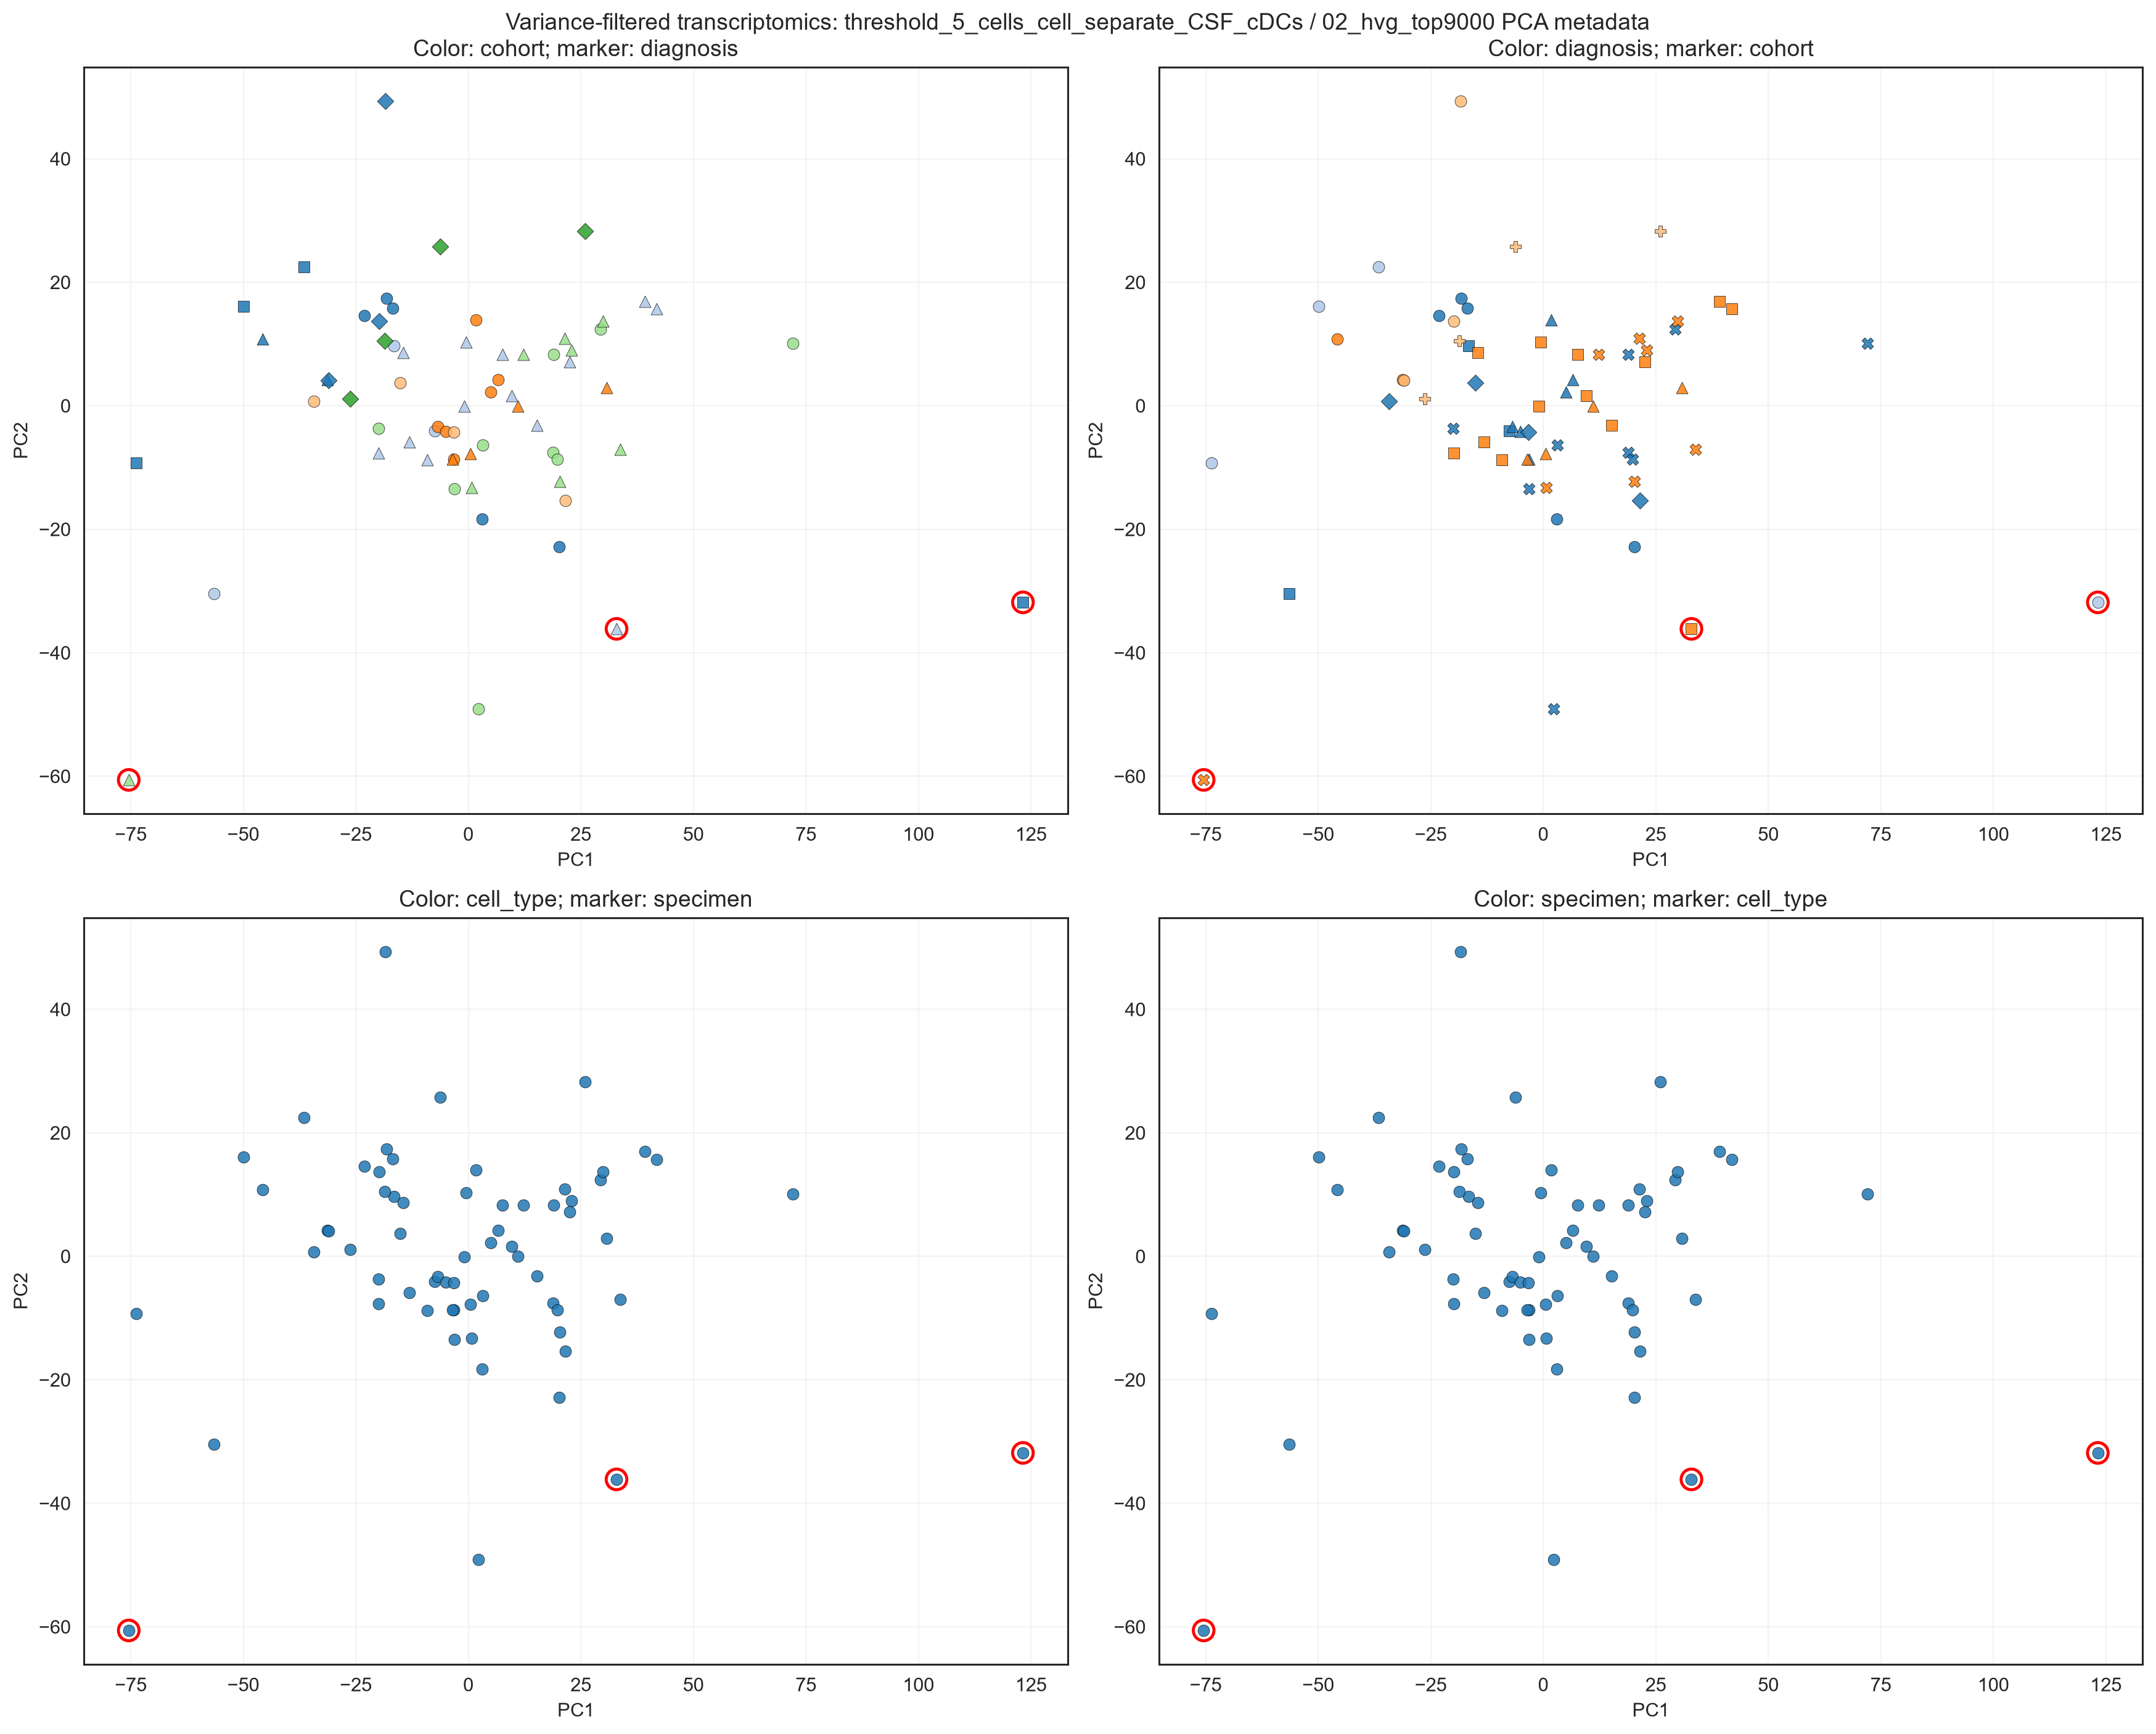 Variance-filtered transcriptomics: threshold_5_cells_cell_separate_CSF_cDCs / 02_hvg_top9000 PCA metadata
Color: cohort; marker: diagnosis
40
20
0
−20
−40
−60
PC2
−75 −50 −25 0 25 50 75 100 125
PC1
Color: diagnosis; marker: cohort
40
20
0
−20
−40
−60
PC2
−75 −50 −25 0 25 50 75 100 125
PC1
Color: cell_type; marker: specimen
40
20
0
−20
−40
−60
PC2
−75 −50 −25 0 25 50 75 100 125
PC1
Color: specimen; marker: cell_type
40
20
0
−20
−40
−60
PC2
−75 −50 −25 0 25 50 75 100 125
PC1